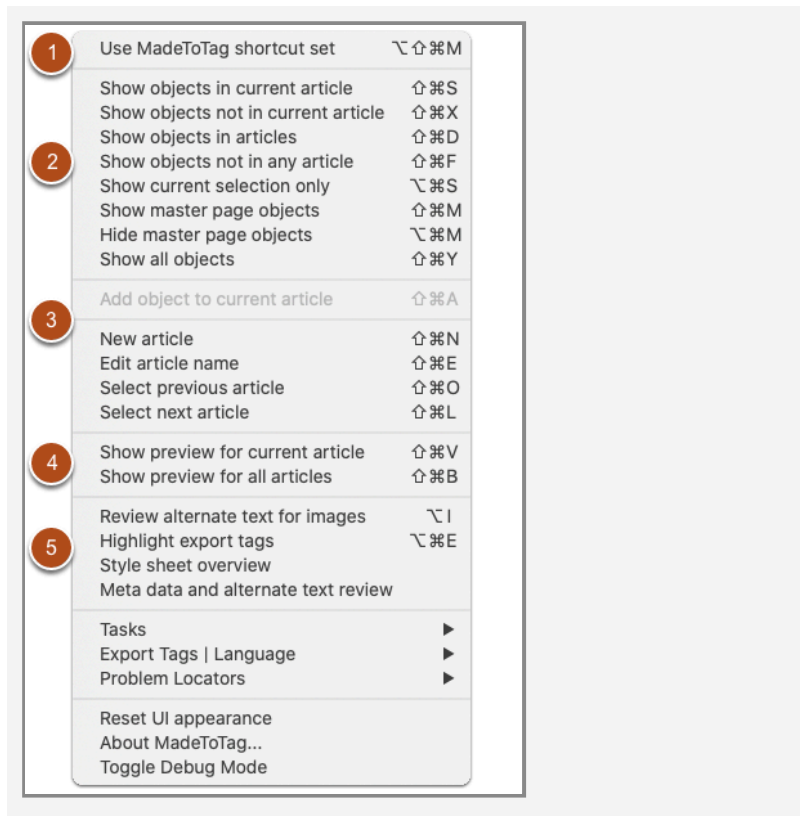 1 Use MadeToTag shortcut set ⌥⇧⌘M
Show objects in current article ⇧⌘S
Show objects not in current article ⇧⌘X
Show objects in articles ⇧⌘D
2 Show objects not in any article ⇧⌘F
Show current selection only ⌥⌘S
Show master page objects ⇧⌘M
Hide master page objects ⌥⌘M
Show all objects ⇧⌘Y
Add object to current article ⇧⌘A
3
New article ⇧⌘N
Edit article name ⇧⌘E
Select previous article ⇧⌘O
Select next article ⇧⌘L
Show preview for current article ⇧⌘V
4
Show preview for all articles ⇧⌘B
Review alternate text for images ⌥I
5 Highlight export tags ⌥⌘E
Style sheet overview
Meta data and alternate text review
Tasks ▶
Export Tags | Language ▶
Problem Locators ▶
Reset UI appearance
About MadeToTag...
Toggle Debug Mode